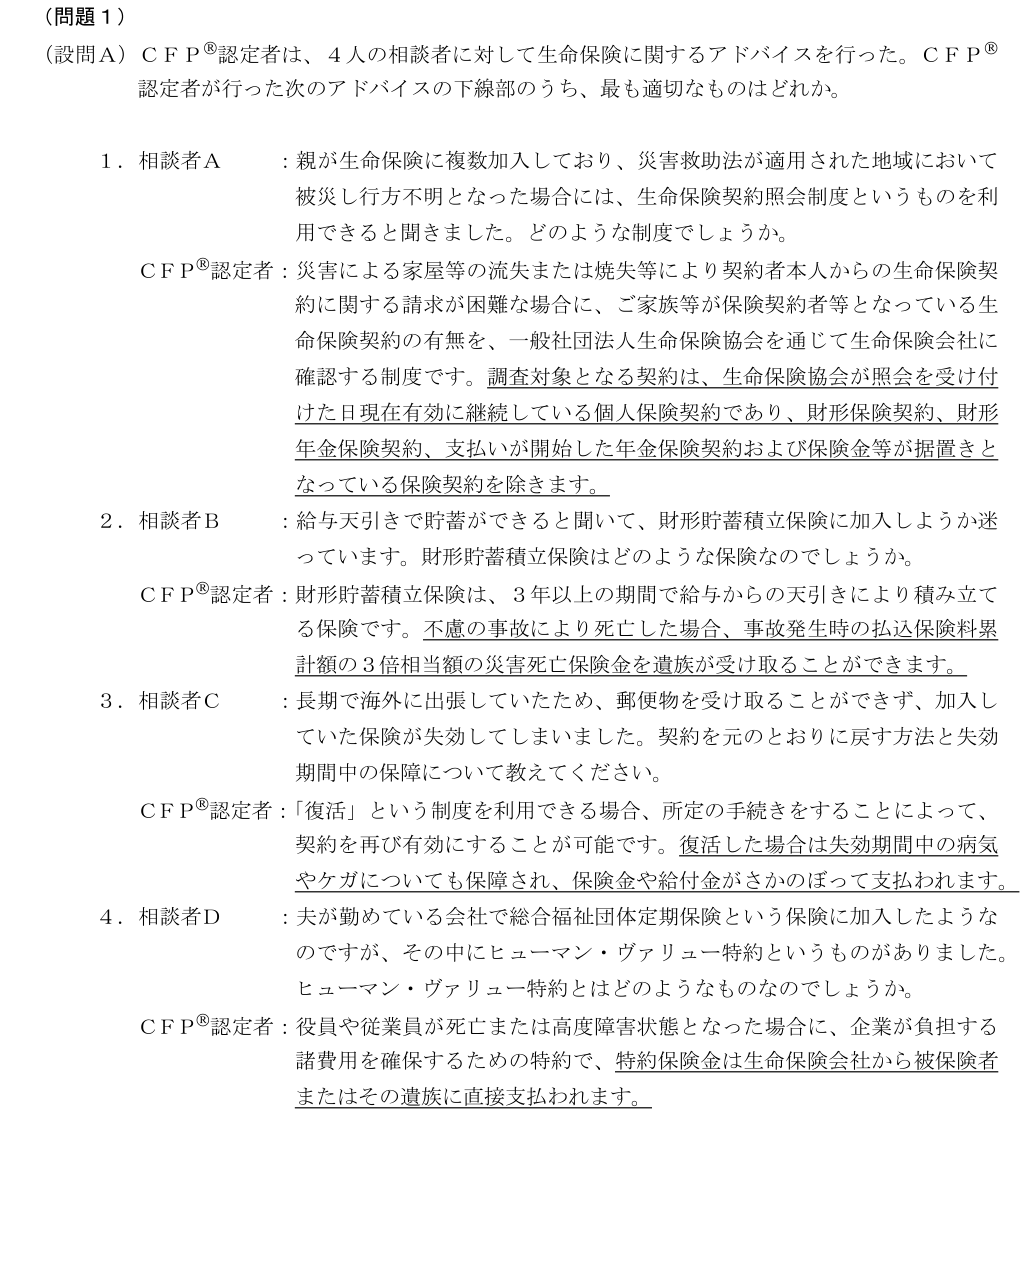 （問題１）
（設問Ａ）ＣＦＰ®認定者は、４人の相談者に対して生命保険に関するアドバイスを行った。ＣＦＰ®
認定者が行った次のアドバイスの下線部のうち、最も適切なものはどれか。
１．相談者Ａ：親が生命保険に複数加入しており、災害救助法が適用された地域において
被災し行方不明となった場合には、生命保険契約照会制度というものを利
用できると聞きました。どのような制度でしょうか。
ＣＦＰ®認定者：災害による家屋等の流失または焼失等により契約者本人からの生命保険契
約に関する請求が困難な場合に、ご家族等が保険契約者等となっている生
命保険契約の有無を、一般社団法人生命保険協会を通じて生命保険会社に
確認する制度です。調査対象となる契約は、生命保険協会が照会を受け付
けた日現在有効に継続している個人保険契約であり、財形保険契約、財形
年金保険契約、支払いが開始した年金保険契約および保険金等が据置きと
なっている保険契約を除きます。
２．相談者Ｂ：給与天引きで貯蓄ができると聞いて、財形貯蓄積立保険に加入しようか迷
っています。財形貯蓄積立保険はどのような保険なのでしょうか。
ＣＦＰ®認定者：財形貯蓄積立保険は、３年以上の期間で給与からの天引きにより積み立て
る保険です。不慮の事故により死亡した場合、事故発生時の払込保険料累
計額の３倍相当額の災害死亡保険金を遺族が受け取ることができます。
３．相談者Ｃ：長期で海外に出張していたため、郵便物を受け取ることができず、加入し
ていた保険が失効してしまいました。契約を元のとおりに戻す方法と失効
期間中の保障について教えてください。
ＣＦＰ®認定者：「復活」という制度を利用できる場合、所定の手続きをすることによって、
契約を再び有効にすることが可能です。復活した場合は失効期間中の病気
やケガについても保障され、保険金や給付金がさかのぼって支払われます。
４．相談者Ｄ：夫が勤めている会社で総合福祉団体定期保険という保険に加入したような
のですが、その中にヒューマン・ヴァリュー特約というものがありました。
ヒューマン・ヴァリュー特約とはどのようなものなのでしょうか。
ＣＦＰ®認定者：役員や従業員が死亡または高度障害状態となった場合に、企業が負担する
諸費用を確保するための特約で、特約保険金は生命保険会社から被保険者
またはその遺族に直接支払われます。